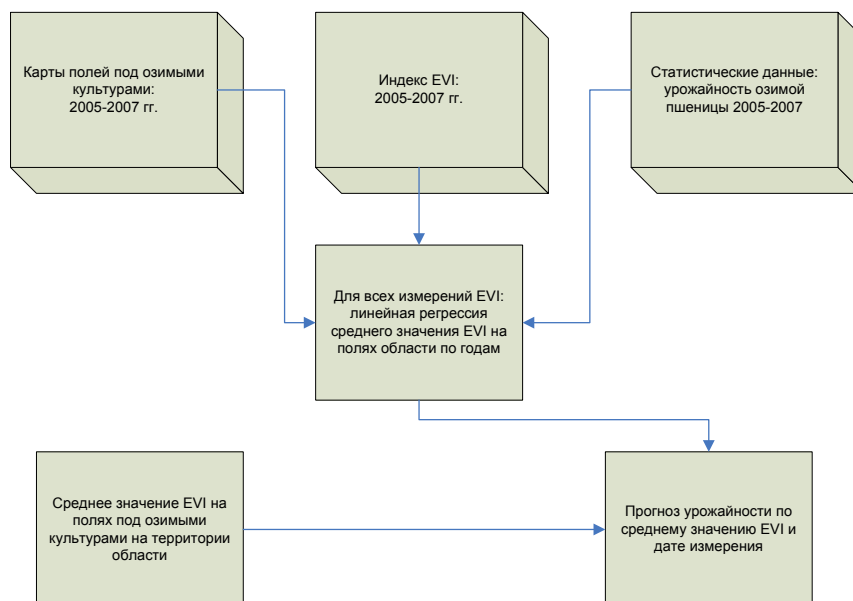 Карты полей под озимыми
культурами:
2005-2007 гг.
Индекс EVI:
2005-2007 гг.
Статистические данные:
урожайность озимой
пшеницы 2005-2007
Для всех измерений EVI:
линейная регрессия
среднего значения EVI на
полях области по годам
Среднее значение EVI на
полях под озимыми
культурами на территории
области
Прогноз урожайности по
среднему значению EVI и
дате измерения